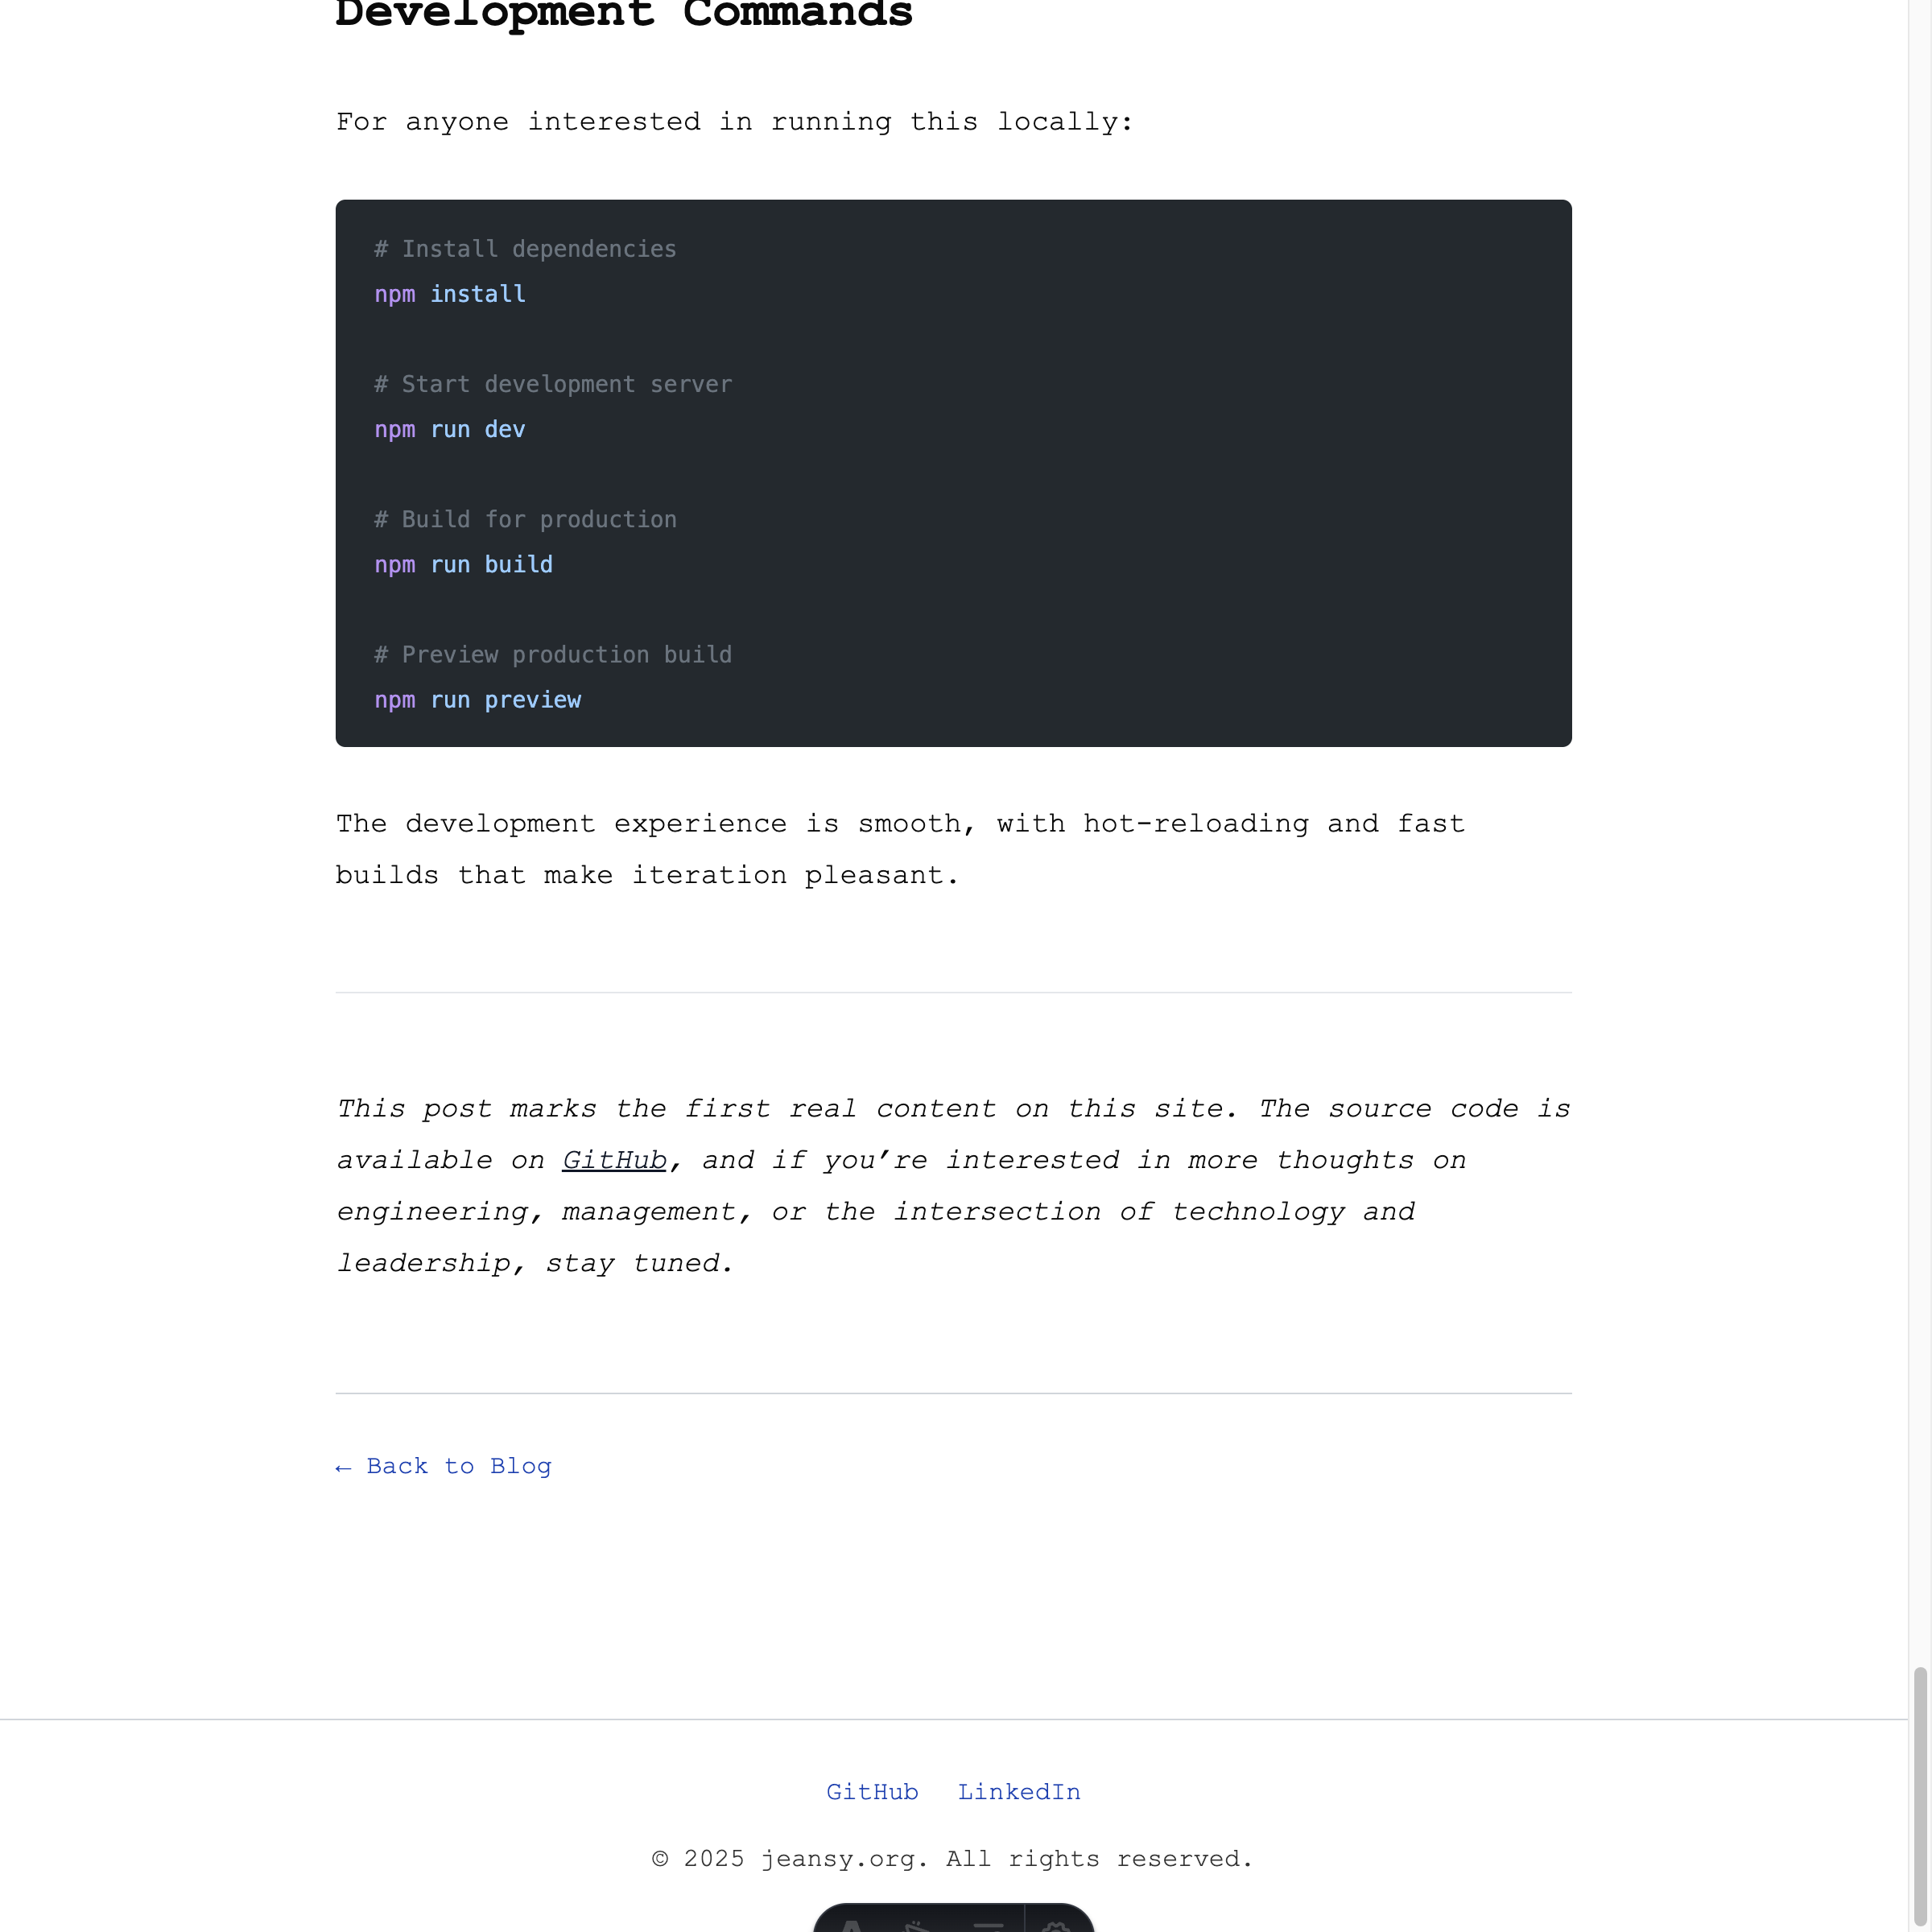 Development Commands
For anyone interested in running this locally:
# Install dependencies
npm install
# Start development server
npm run dev
# Build for production
npm run build
# Preview production build
npm run preview
The development experience is smooth, with hot-reloading and fast
builds that make iteration pleasant.
This post marks the first real content on this site. The source code is
available on GitHub, and if you’re interested in more thoughts on
engineering, management, or the intersection of technology and
leadership, stay tuned.
← Back to Blog
GitHub LinkedIn
© 2025 jeansy.org. All rights reserved.